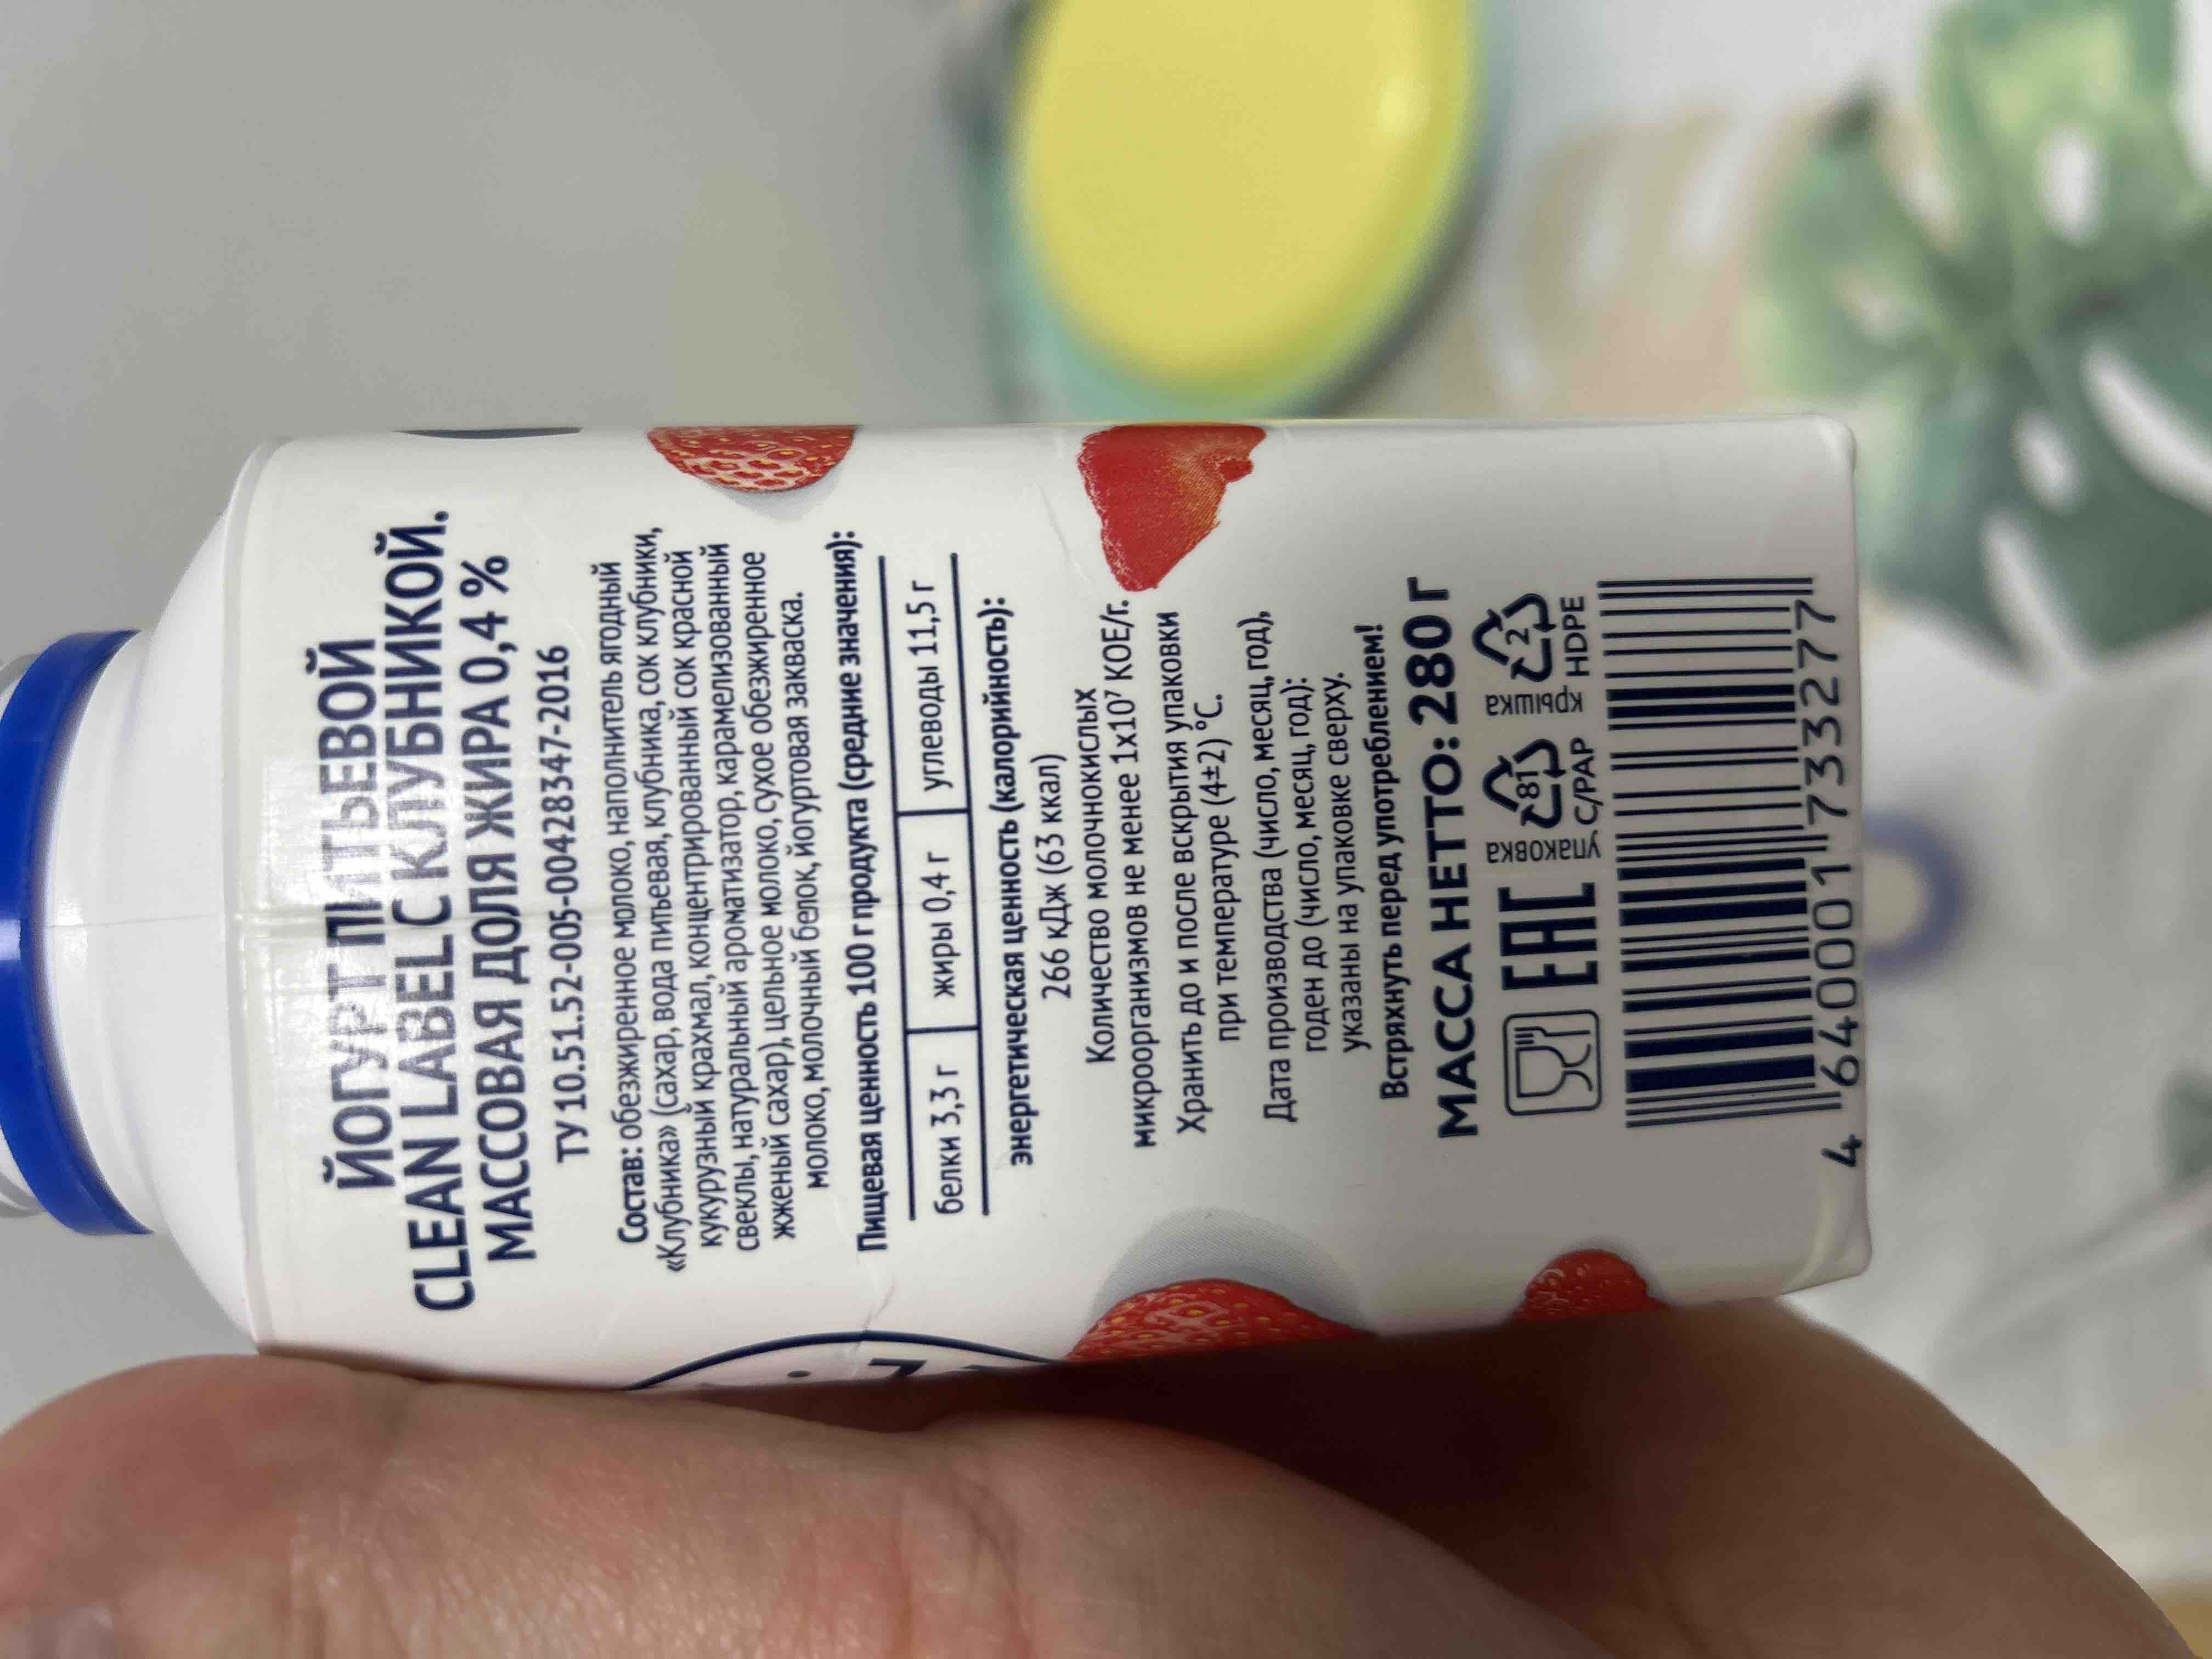 ЙОГУРТ ПИТЬЕВОЙ
CLEAN LABEL С КЛУБНИКОЙ.
МАССОВАЯ ДОЛЯ ЖИРА 0,4 %
ТУ 10.51.52-005-00428347-2016
Состав: обезжиренное молоко, наполнитель ягодный
«Клубника» (сахар, вода питьевая, клубника, сок клубники,
кукурузный крахмал, концентрированный сок красной
свеклы, натуральный ароматизатор, карамелизованный
жженый сахар), цельное молоко, сухое обезжиренное
молоко, молочный белок, йогуртовая закваска.
Пищевая ценность 100 г продукта (средние значения):
белки 3,3 г жиры 0,4 г углеводы 11,5 г
энергетическая ценность (калорийность):
266 кДж (63 ккал)
Количество молочнокислых
микроорганизмов не менее 1х10⁷ КОЕ/г.
Хранить до и после вскрытия упаковки
при температуре (4±2) °С.
Дата производства (число, месяц, год),
годен до (число, месяц, год):
указаны на упаковке сверху.
Встряхнуть перед употреблением!
МАССА НЕТТО: 280 г
EAC упаковка 81 C/PAP крышка 2 HDPE
4 640001 733277